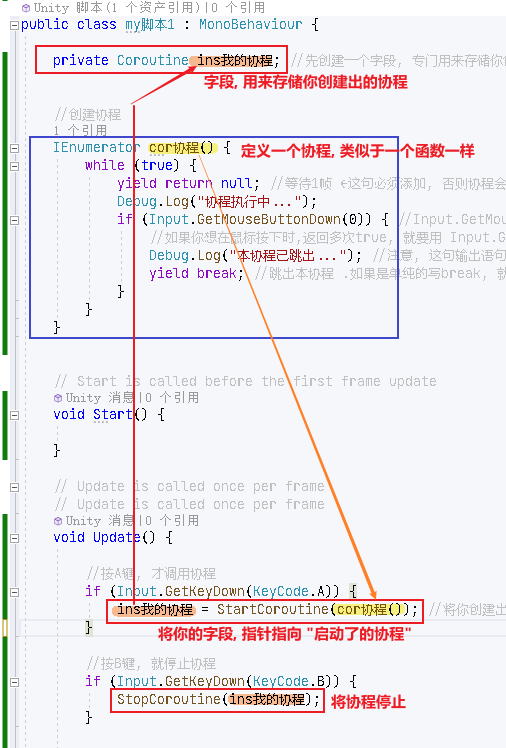 Unity 脚本(1 个资产引用)|0 个引用
public class my脚本1 : MonoBehaviour {
private Coroutine ins我的协程; //先创建一个字段, 专门用来存储你
字段, 用来存储你创建出的协程
//创建协程
1 个引用
IEnumerator cor协程() { 定义一个协程, 类似于一个函数一样
while (true) {
yield return null; //等待1帧 ←这句必须添加, 否则协程会
Debug.Log("协程执行中...");
if (Input.GetMouseButtonDown(0)) { //Input.GetMou
//如果你想在鼠标按下时,返回多次true, 就要用 Input.G
Debug.Log("本协程已跳出..."); //注意, 这句输出语句
yield break; //跳出本协程 .如果是单纯的写break, 就
}
}
}
// Start is called before the first frame update
Unity 消息|0 个引用
void Start() {
}
// Update is called once per frame
// Update is called once per frame
Unity 消息|0 个引用
void Update() {
//按A键, 才调用协程
if (Input.GetKeyDown(KeyCode.A)) {
ins我的协程 = StartCoroutine(cor协程()); //将你创建出
}
将你的字段, 指针指向 "启动了的协程"
//按B键, 就停止协程
if (Input.GetKeyDown(KeyCode.B)) {
StopCoroutine(ins我的协程); 将协程停止
}